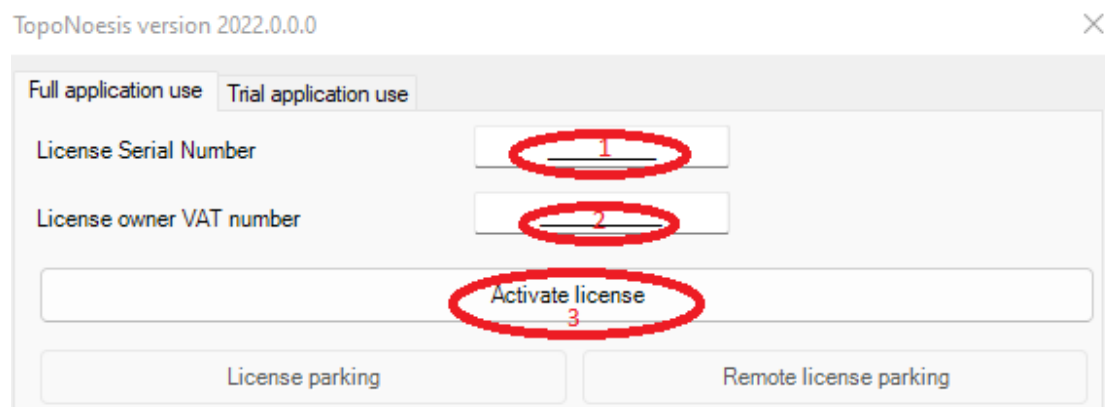 TopoNoesis version 2022.0.0.0
Full application use Trial application use
License Serial Number 1
License owner VAT number 2
Activate license
3
License parking Remote license parking